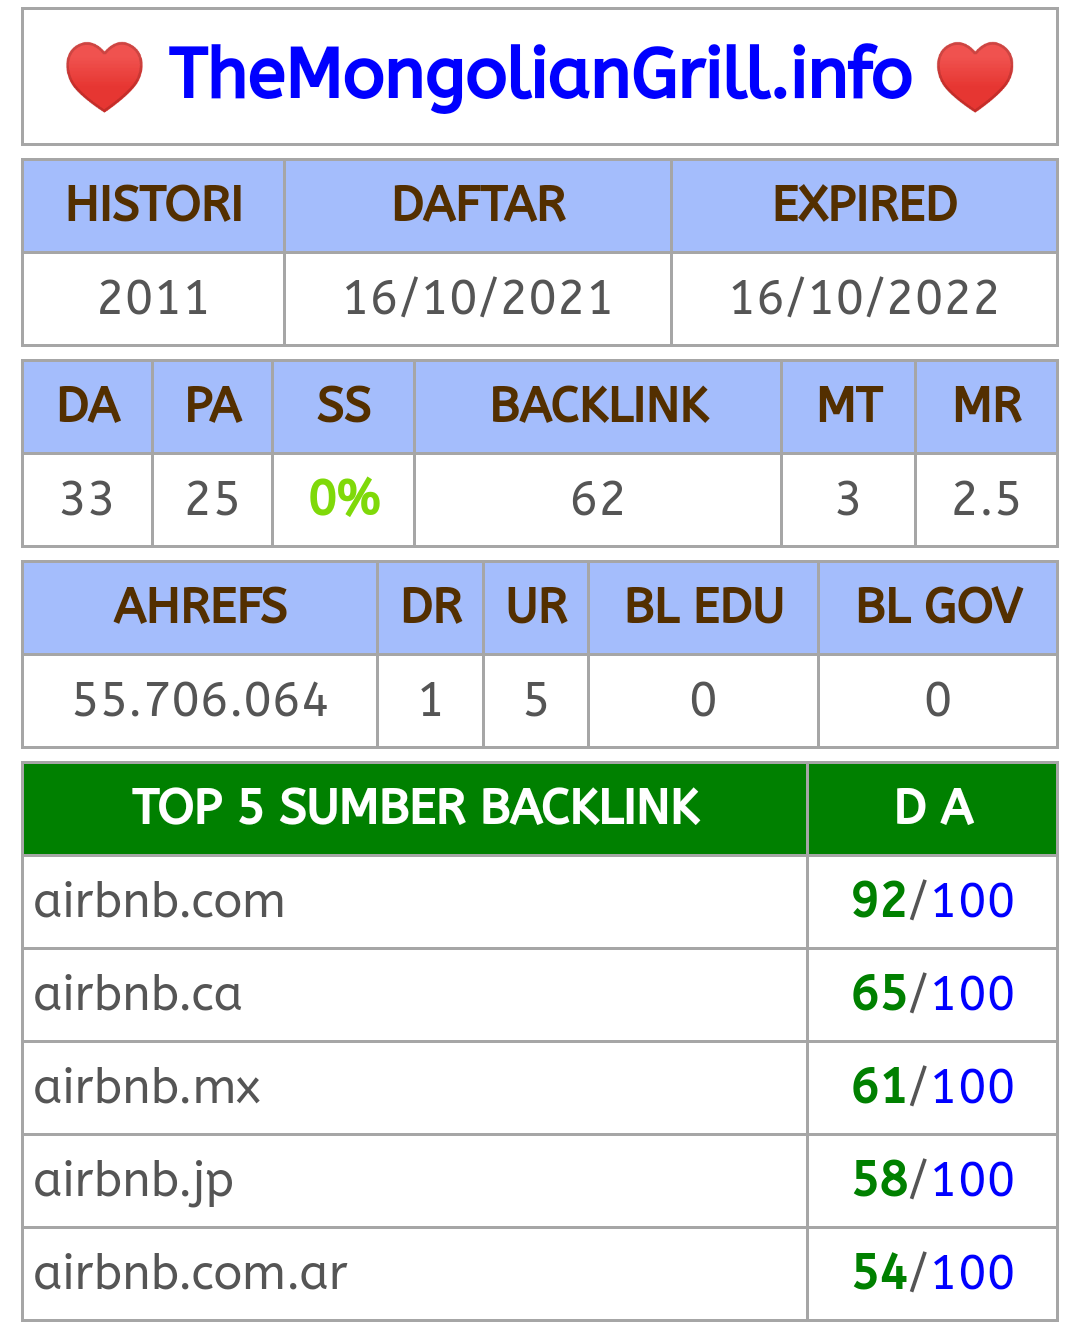 TheMongolianGrill.info
HISTORI DAFTAR EXPIRED
2011 16/10/2021 16/10/2022
DA PA SS BACKLINK MT MR
33 25 0% 62 3 2.5
AHREFS DR UR BL EDU BL GOV
55.706.064 1 5 0 0
TOP 5 SUMBER BACKLINK D A
airbnb.com 92/100
airbnb.ca 65/100
airbnb.mx 61/100
airbnb.jp 58/100
airbnb.com.ar 54/100